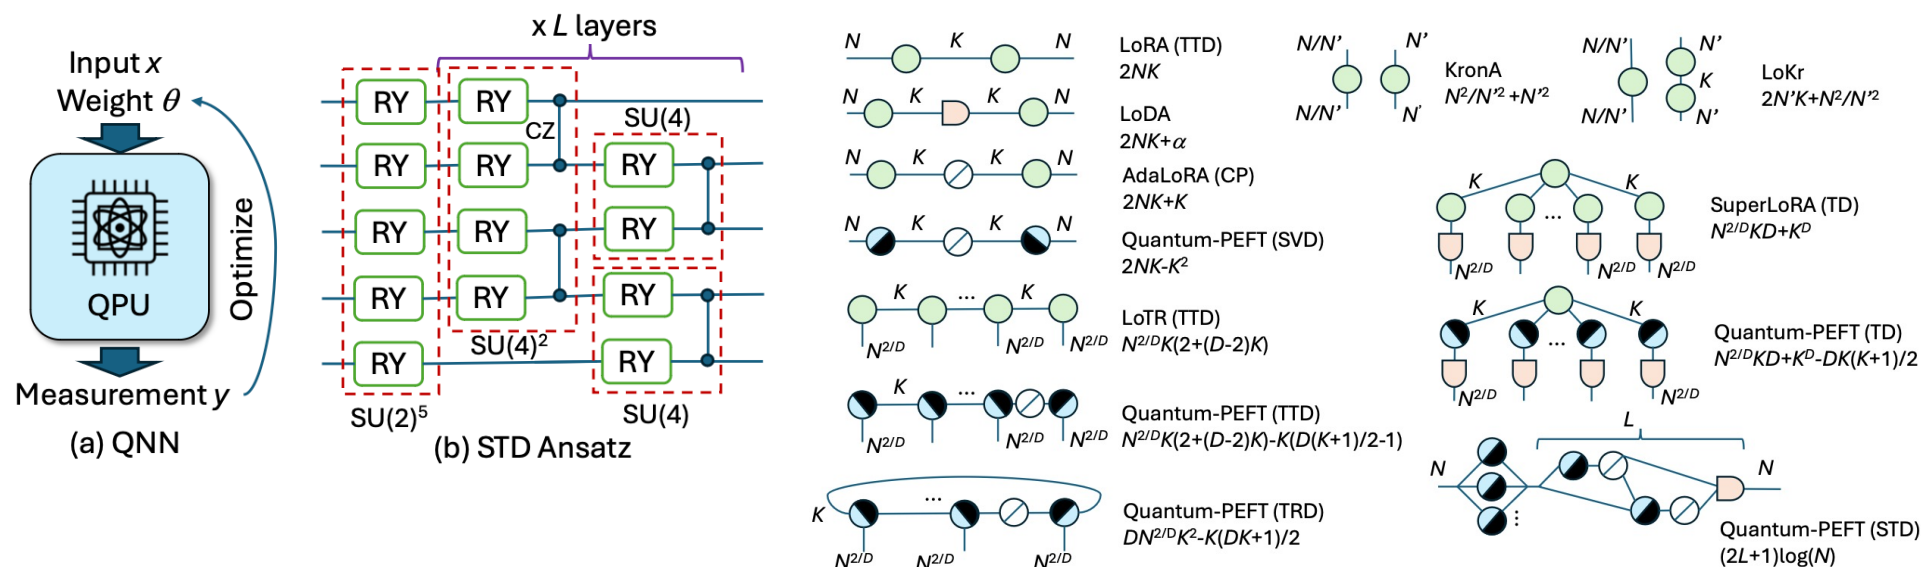 Input x
Weight θ
QPU
Optimize
Measurement y
(a) QNN
x L layers
RY
RY
CZ
SU(4)
RY
RY
RY
RY
RY
RY
RY
RY
RY
SU(4)²
RY
RY
SU(2)⁵
SU(4)
(b) STD Ansatz
N K N
LoRA (TTD)
2NK
N K K N
LoDA
2NK+α
N K K N
AdaLoRA (CP)
2NK+K
N K K N
Quantum-PEFT (SVD)
2NK-K²
K ... K
N^{2/D} N^{2/D} N^{2/D}
LoTR (TTD)
N^{2/D}K(2+(D-2)K)
K ...
N^{2/D} N^{2/D} N^{2/D}
Quantum-PEFT (TTD)
N^{2/D}K(2+(D-2)K)-K(D(K+1)/2-1)
K ...
N^{2/D} N^{2/D} N^{2/D}
Quantum-PEFT (TRD)
DN^{2/D}K²-K(DK+1)/2
N/N' N'
N/N' N'
KronA
N²/N'²+N'²
N/N' N'
K
N/N' N'
LoKr
2N'K+N²/N'²
K K
...
N^{2/D} N^{2/D} N^{2/D}
SuperLoRA (TD)
N^{2/D}KD+K^D
K K
...
N^{2/D} N^{2/D}
Quantum-PEFT (TD)
N^{2/D}KD+K^D-DK(K+1)/2
L
N N
⋮
Quantum-PEFT (STD)
(2L+1)log(N)